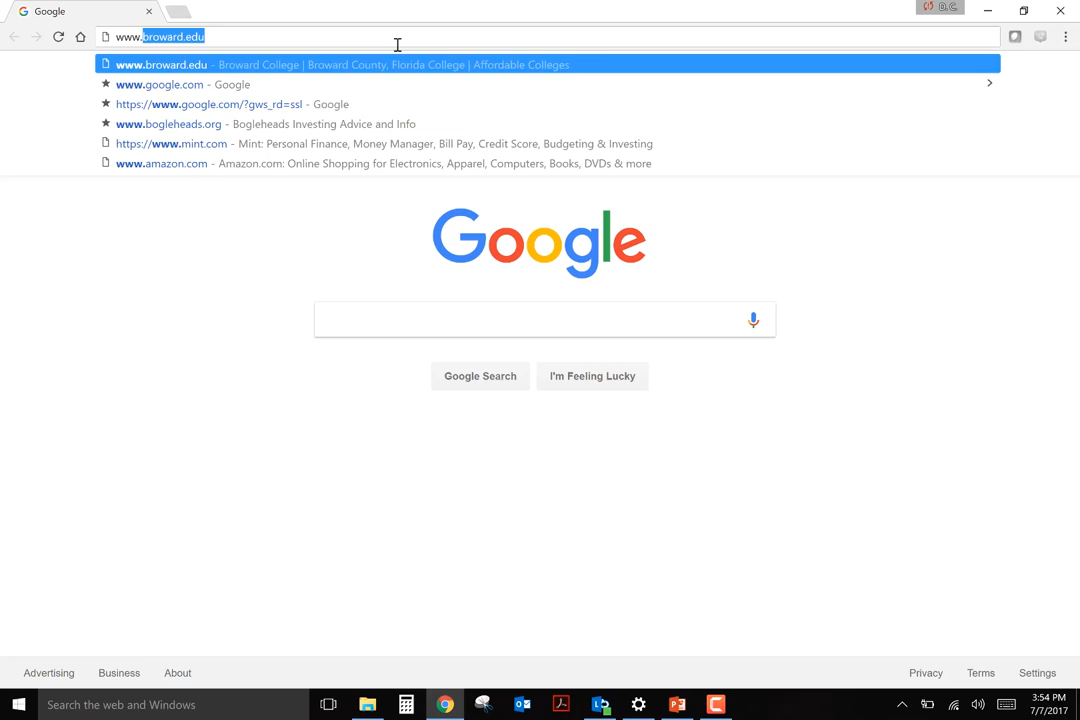 Google
D.C.
www.broward.edu
www.broward.edu - Broward College | Broward County, Florida College | Affordable Colleges
www.google.com - Google
https://www.google.com/?gws_rd=ssl - Google
www.bogleheads.org - Bogleheads Investing Advice and Info
https://www.mint.com - Mint: Personal Finance, Money Manager, Bill Pay, Credit Score, Budgeting & Investing
www.amazon.com - Amazon.com: Online Shopping for Electronics, Apparel, Computers, Books, DVDs & more
Google
Google Search I'm Feeling Lucky
Advertising Business About Privacy Terms Settings
Search the web and Windows
3:54 PM
7/7/2017